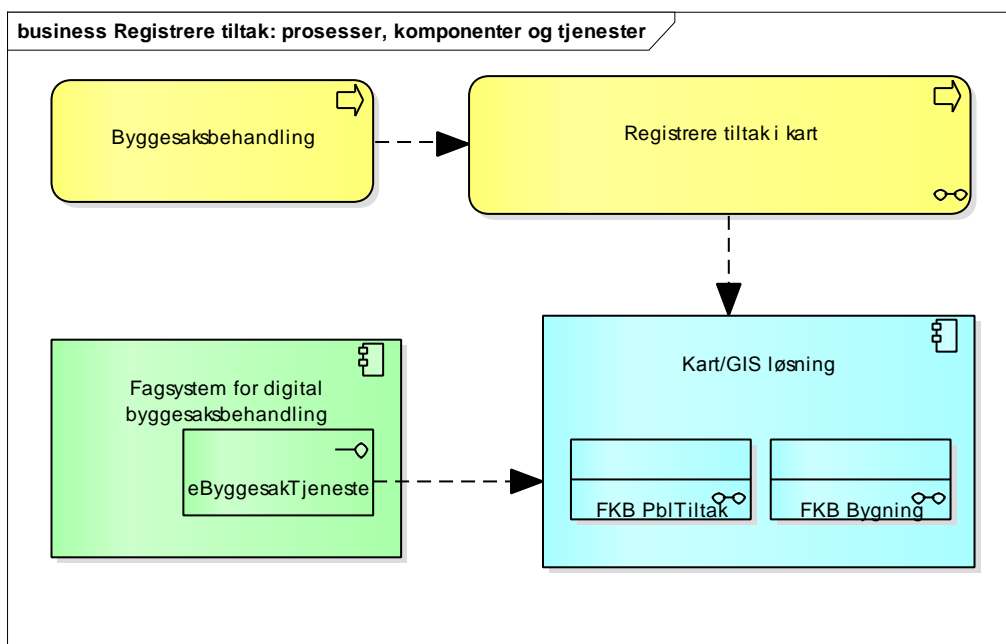 business Registrere tiltak: prosesser, komponenter og tjenester
Byggesaksbehandling
Registrere tiltak i kart
Fagsystem for digital
byggesaksbehandling
eByggesakTjeneste
Kart/GIS løsning
FKB PblTiltak
FKB Bygning